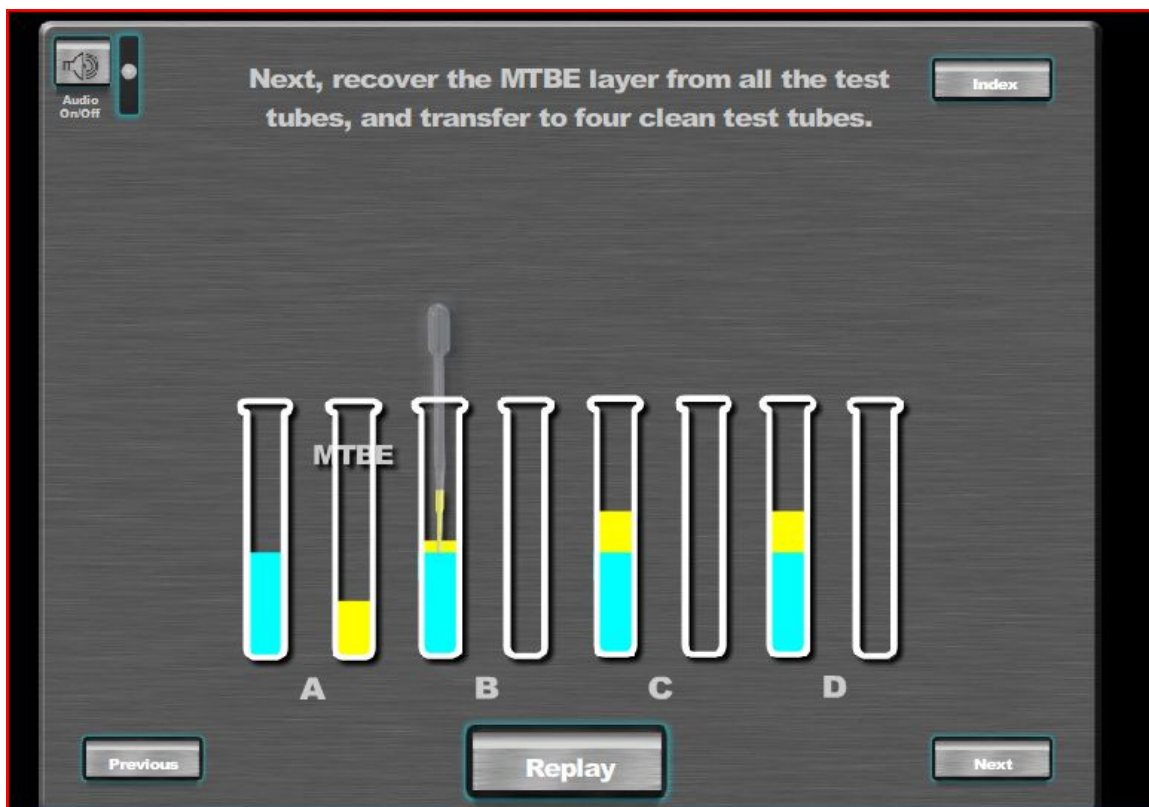 Audio
On/Off
Next, recover the MTBE layer from all the test
tubes, and transfer to four clean test tubes.
Index
MTBE
A B C D
Previous
Replay
Next